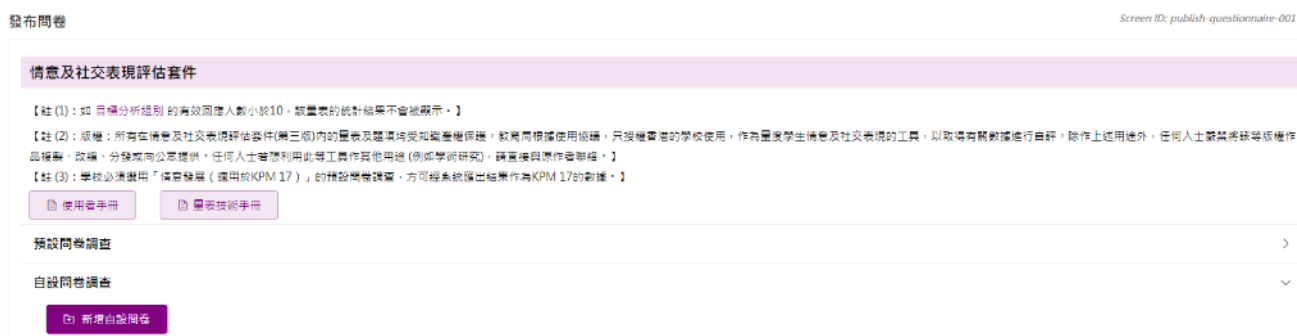 發布問卷
Screen ID: publish-questionnaire-001
情意及社交表現評估套件
【註 (1)：如 目標分析組別 的有效回應人數小於10，該量表的統計結果不會被顯示。】
【註 (2)：版權：所有在情意及社交表現評估套件(第三版)內的量表及題項均受知識產權保護。教育局根據使用協議，只授權香港的學校使用，作為量度學生情意及社交表現的工具，以取得有關數據進行自評。除作上述用途外，任何人士嚴禁將該等版權作
品複製、改編、分發或向公眾提供。任何人士若想利用此等工具作其他用途 (例如學術研究)，請直接與原作者聯絡。】
【註 (3)：學校必須選用「情意發展（適用於KPM 17）」的預設問卷調查，方可經系統匯出結果作為KPM 17的數據。】
使用者手冊
量表技術手冊
預設問卷調查
自設問卷調查
新增自設問卷